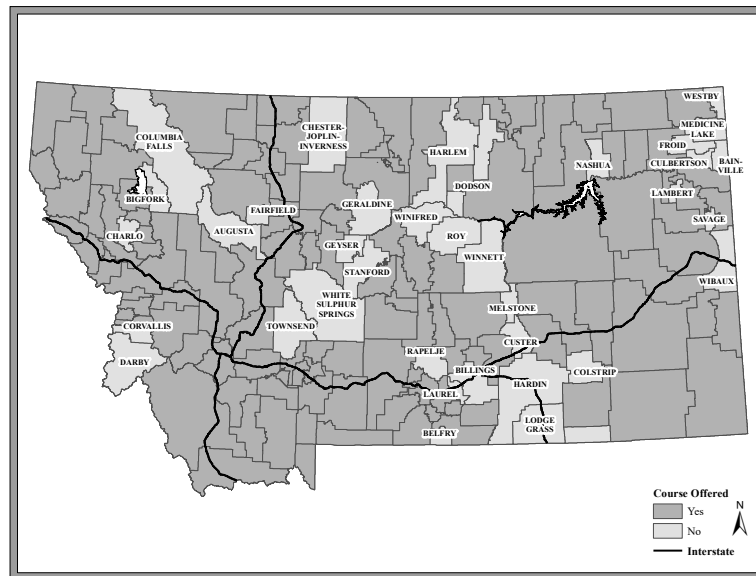 WESTBY
CHESTER-
JOPLIN-
INVERNESS
MEDICINE
LAKE
COLUMBIA
FALLS
FROID
HARLEM
NASHUA
CULBERTSON
BAIN-
VILLE
DODSON
LAMBERT
BIGFORK
GERALDINE
FAIRFIELD
WINIFRED
SAVAGE
AUGUSTA
CHARLO
ROY
GEYSER
WINNETT
STANFORD
WIBAUX
WHITE
SULPHUR
SPRINGS
MELSTONE
TOWNSEND
CORVALLIS
CUSTER
RAPELJE
DARBY
BILLINGS
COLSTRIP
HARDIN
LAUREL
LODGE
GRASS
BELFRY
Course Offered
Yes
No
Interstate
N